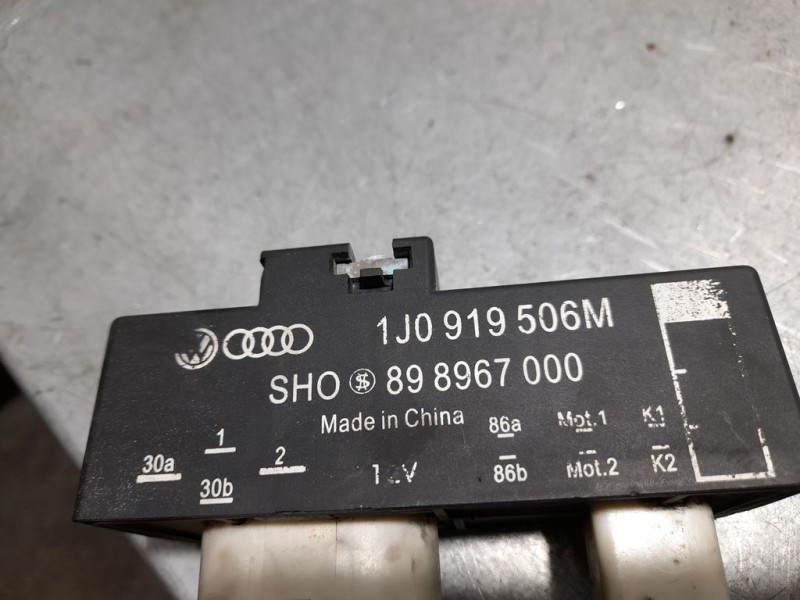 1J0 919 506M
SHO $ 89 8967 000
Made in China
30a 1 30b 2 12V 86a 86b Mot.1 Mot.2 K1 K2